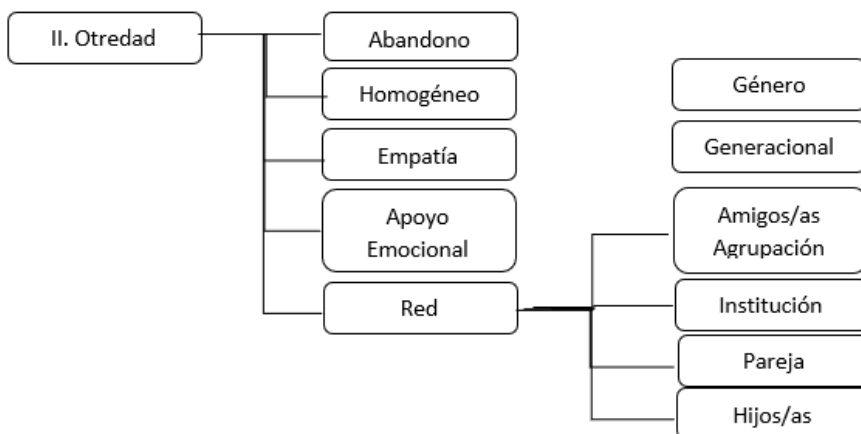 II. Otredad
Abandono
Homogéneo
Empatía
Apoyo
Emocional
Red
Género
Generacional
Amigos/as
Agrupación
Institución
Pareja
Hijos/as